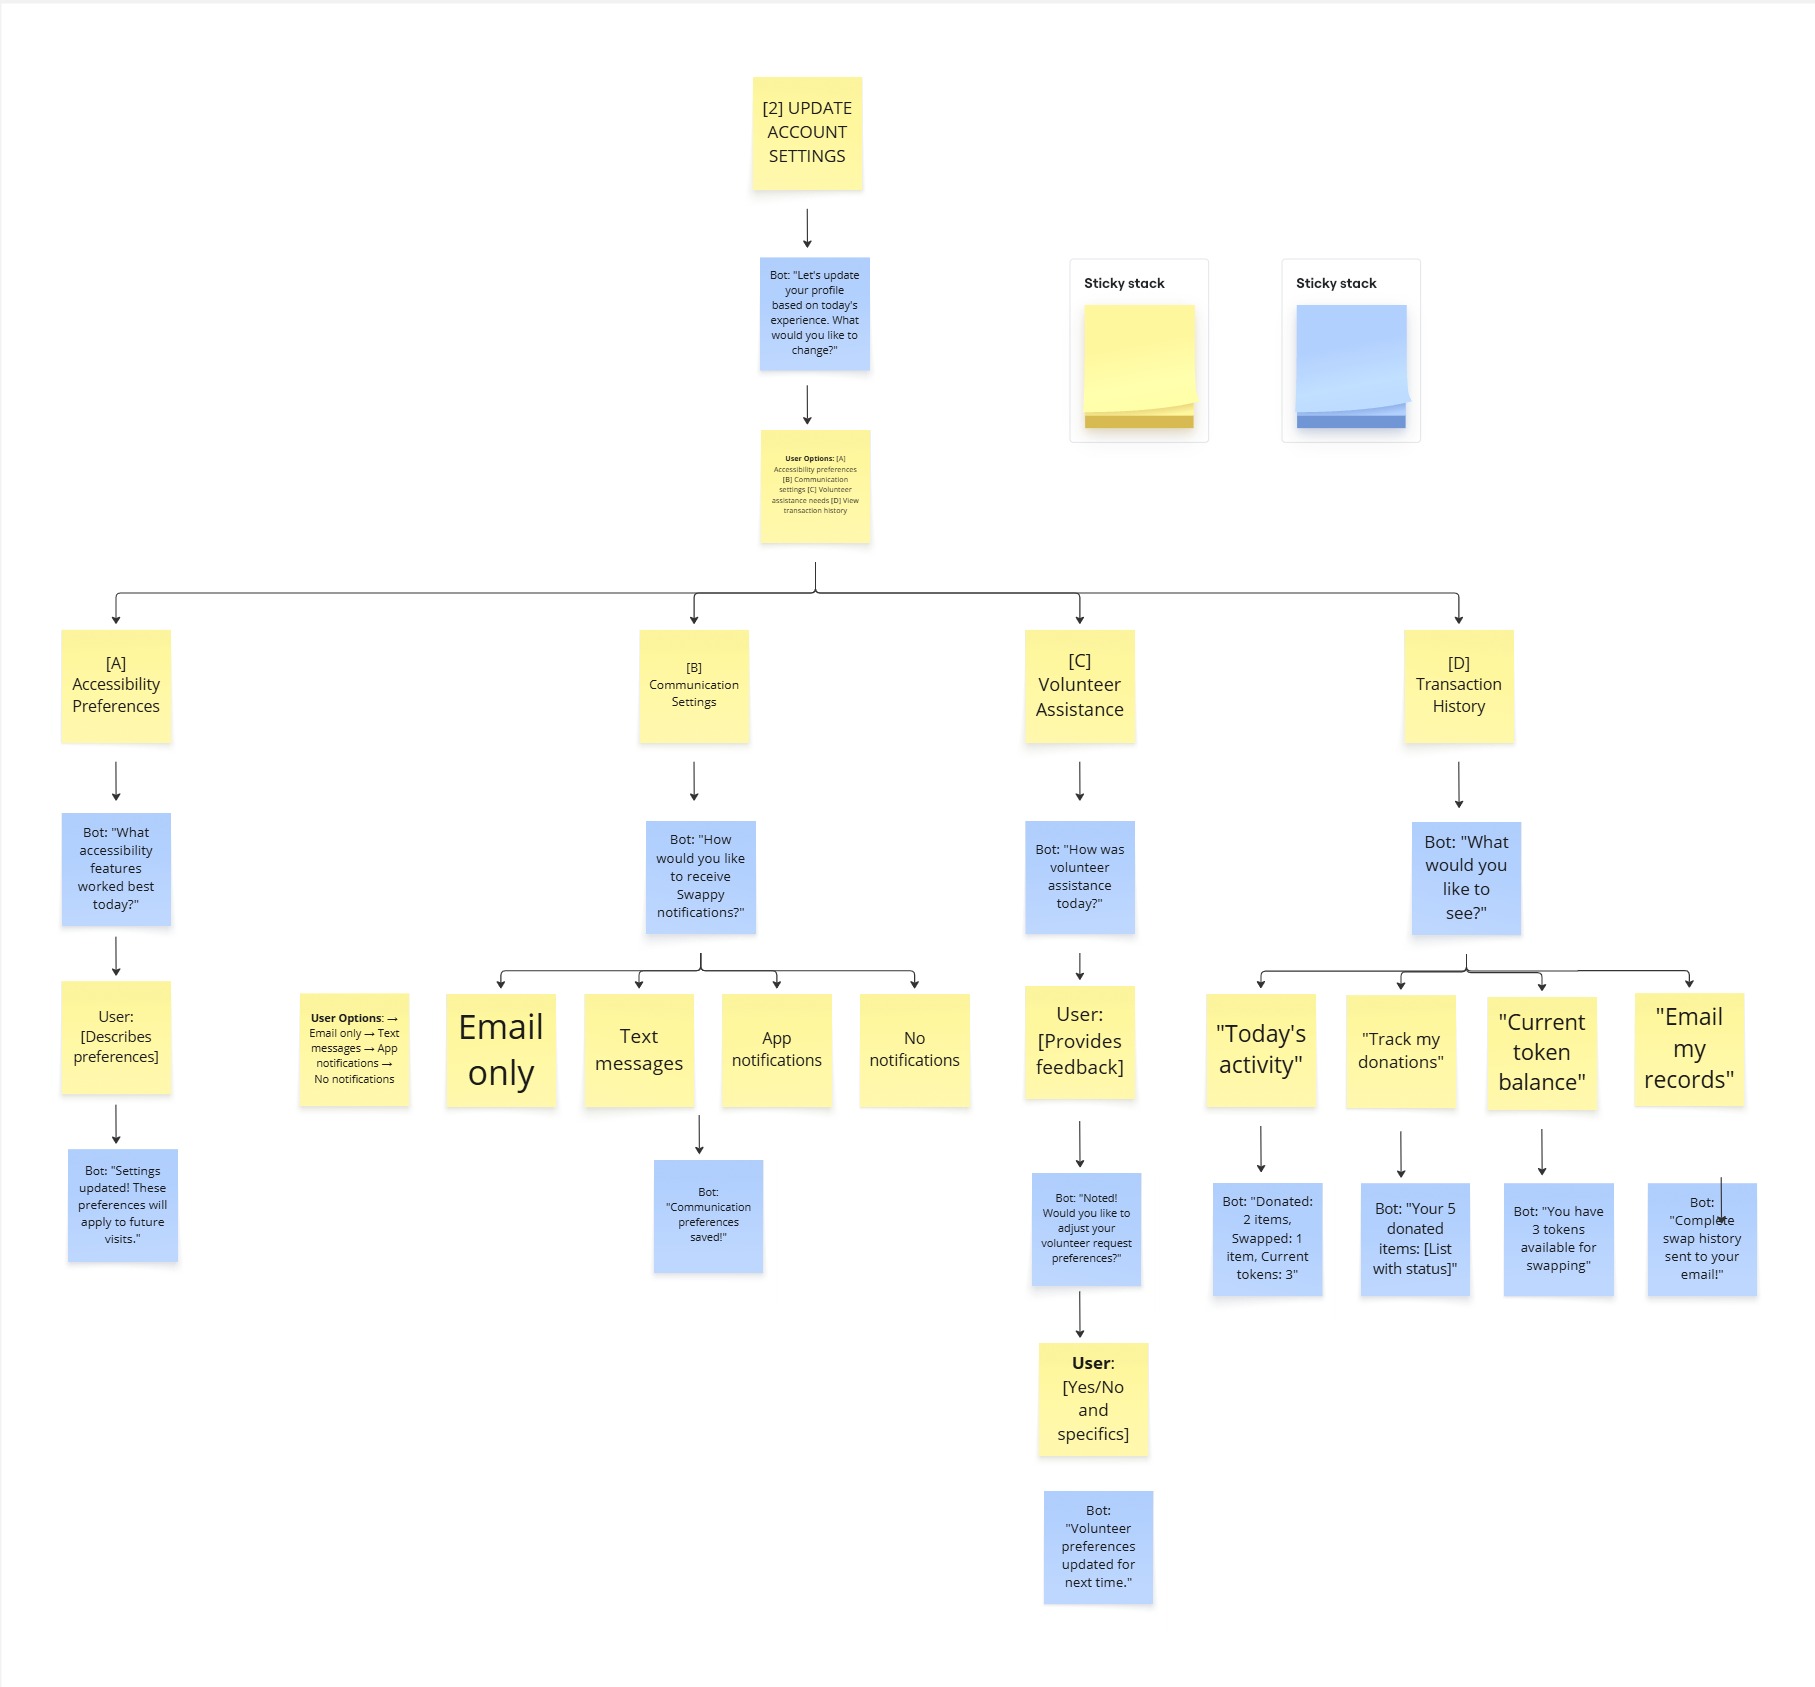 [2] UPDATE
ACCOUNT
SETTINGS
Bot: "Let's update
your profile
based on today's
experience. What
would you like to
change?"
Sticky stack
Sticky stack
User Options: [A]
Accessibility preferences
[B] Communication
settings [C] Volunteer
assistance needs [D] View
transaction history
[A]
Accessibility
Preferences
[B]
Communication
Settings
[C]
Volunteer
Assistance
[D]
Transaction
History
Bot: "What
accessibility
features
worked best
today?"
Bot: "How
would you like
to receive
Swappy
notifications?"
Bot: "How was
volunteer
assistance
today?"
Bot: "What
would you
like to
see?"
User:
[Describes
preferences]
User Options: →
Email only → Text
messages → App
notifications →
No notifications
Email
only
Text
messages
App
notifications
No
notifications
User:
[Provides
feedback]
"Today's
activity"
"Track my
donations"
"Current
token
balance"
"Email
my
records"
Bot: "Settings
updated! These
preferences will
apply to future
visits."
Bot:
"Communication
preferences
saved!"
Bot: "Noted!
Would you like to
adjust your
volunteer request
preferences?"
Bot: "Donated:
2 items,
Swapped: 1
item, Current
tokens: 3"
Bot: "Your 5
donated
items: [List
with status]"
Bot: "You have
3 tokens
available for
swapping"
Bot:
"Complete
swap history
sent to your
email!"
User:
[Yes/No
and
specifics]
Bot:
"Volunteer
preferences
updated for
next time."